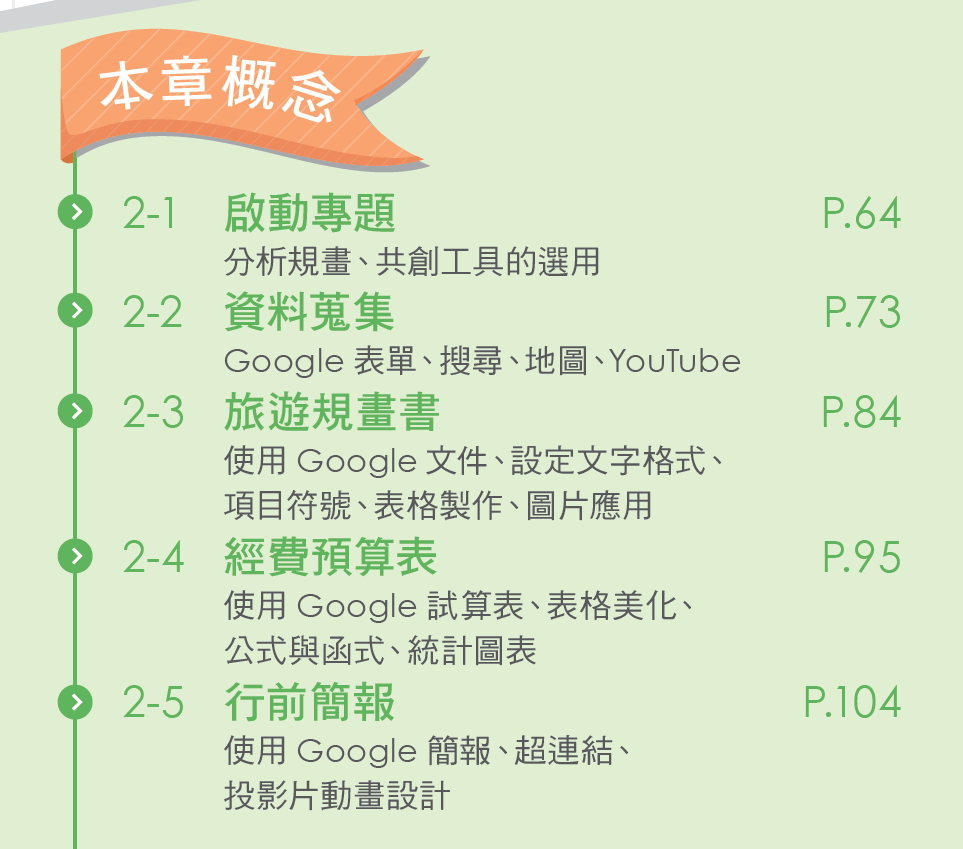 本章概念
2-1 啟動專題 P.64
分析規畫、共創工具的選用
2-2 資料蒐集 P.73
Google 表單、搜尋、地圖、YouTube
2-3 旅遊規畫書 P.84
使用 Google 文件、設定文字格式、
項目符號、表格製作、圖片應用
2-4 經費預算表 P.95
使用 Google 試算表、表格美化、
公式與函式、統計圖表
2-5 行前簡報 P.104
使用 Google 簡報、超連結、
投影片動畫設計